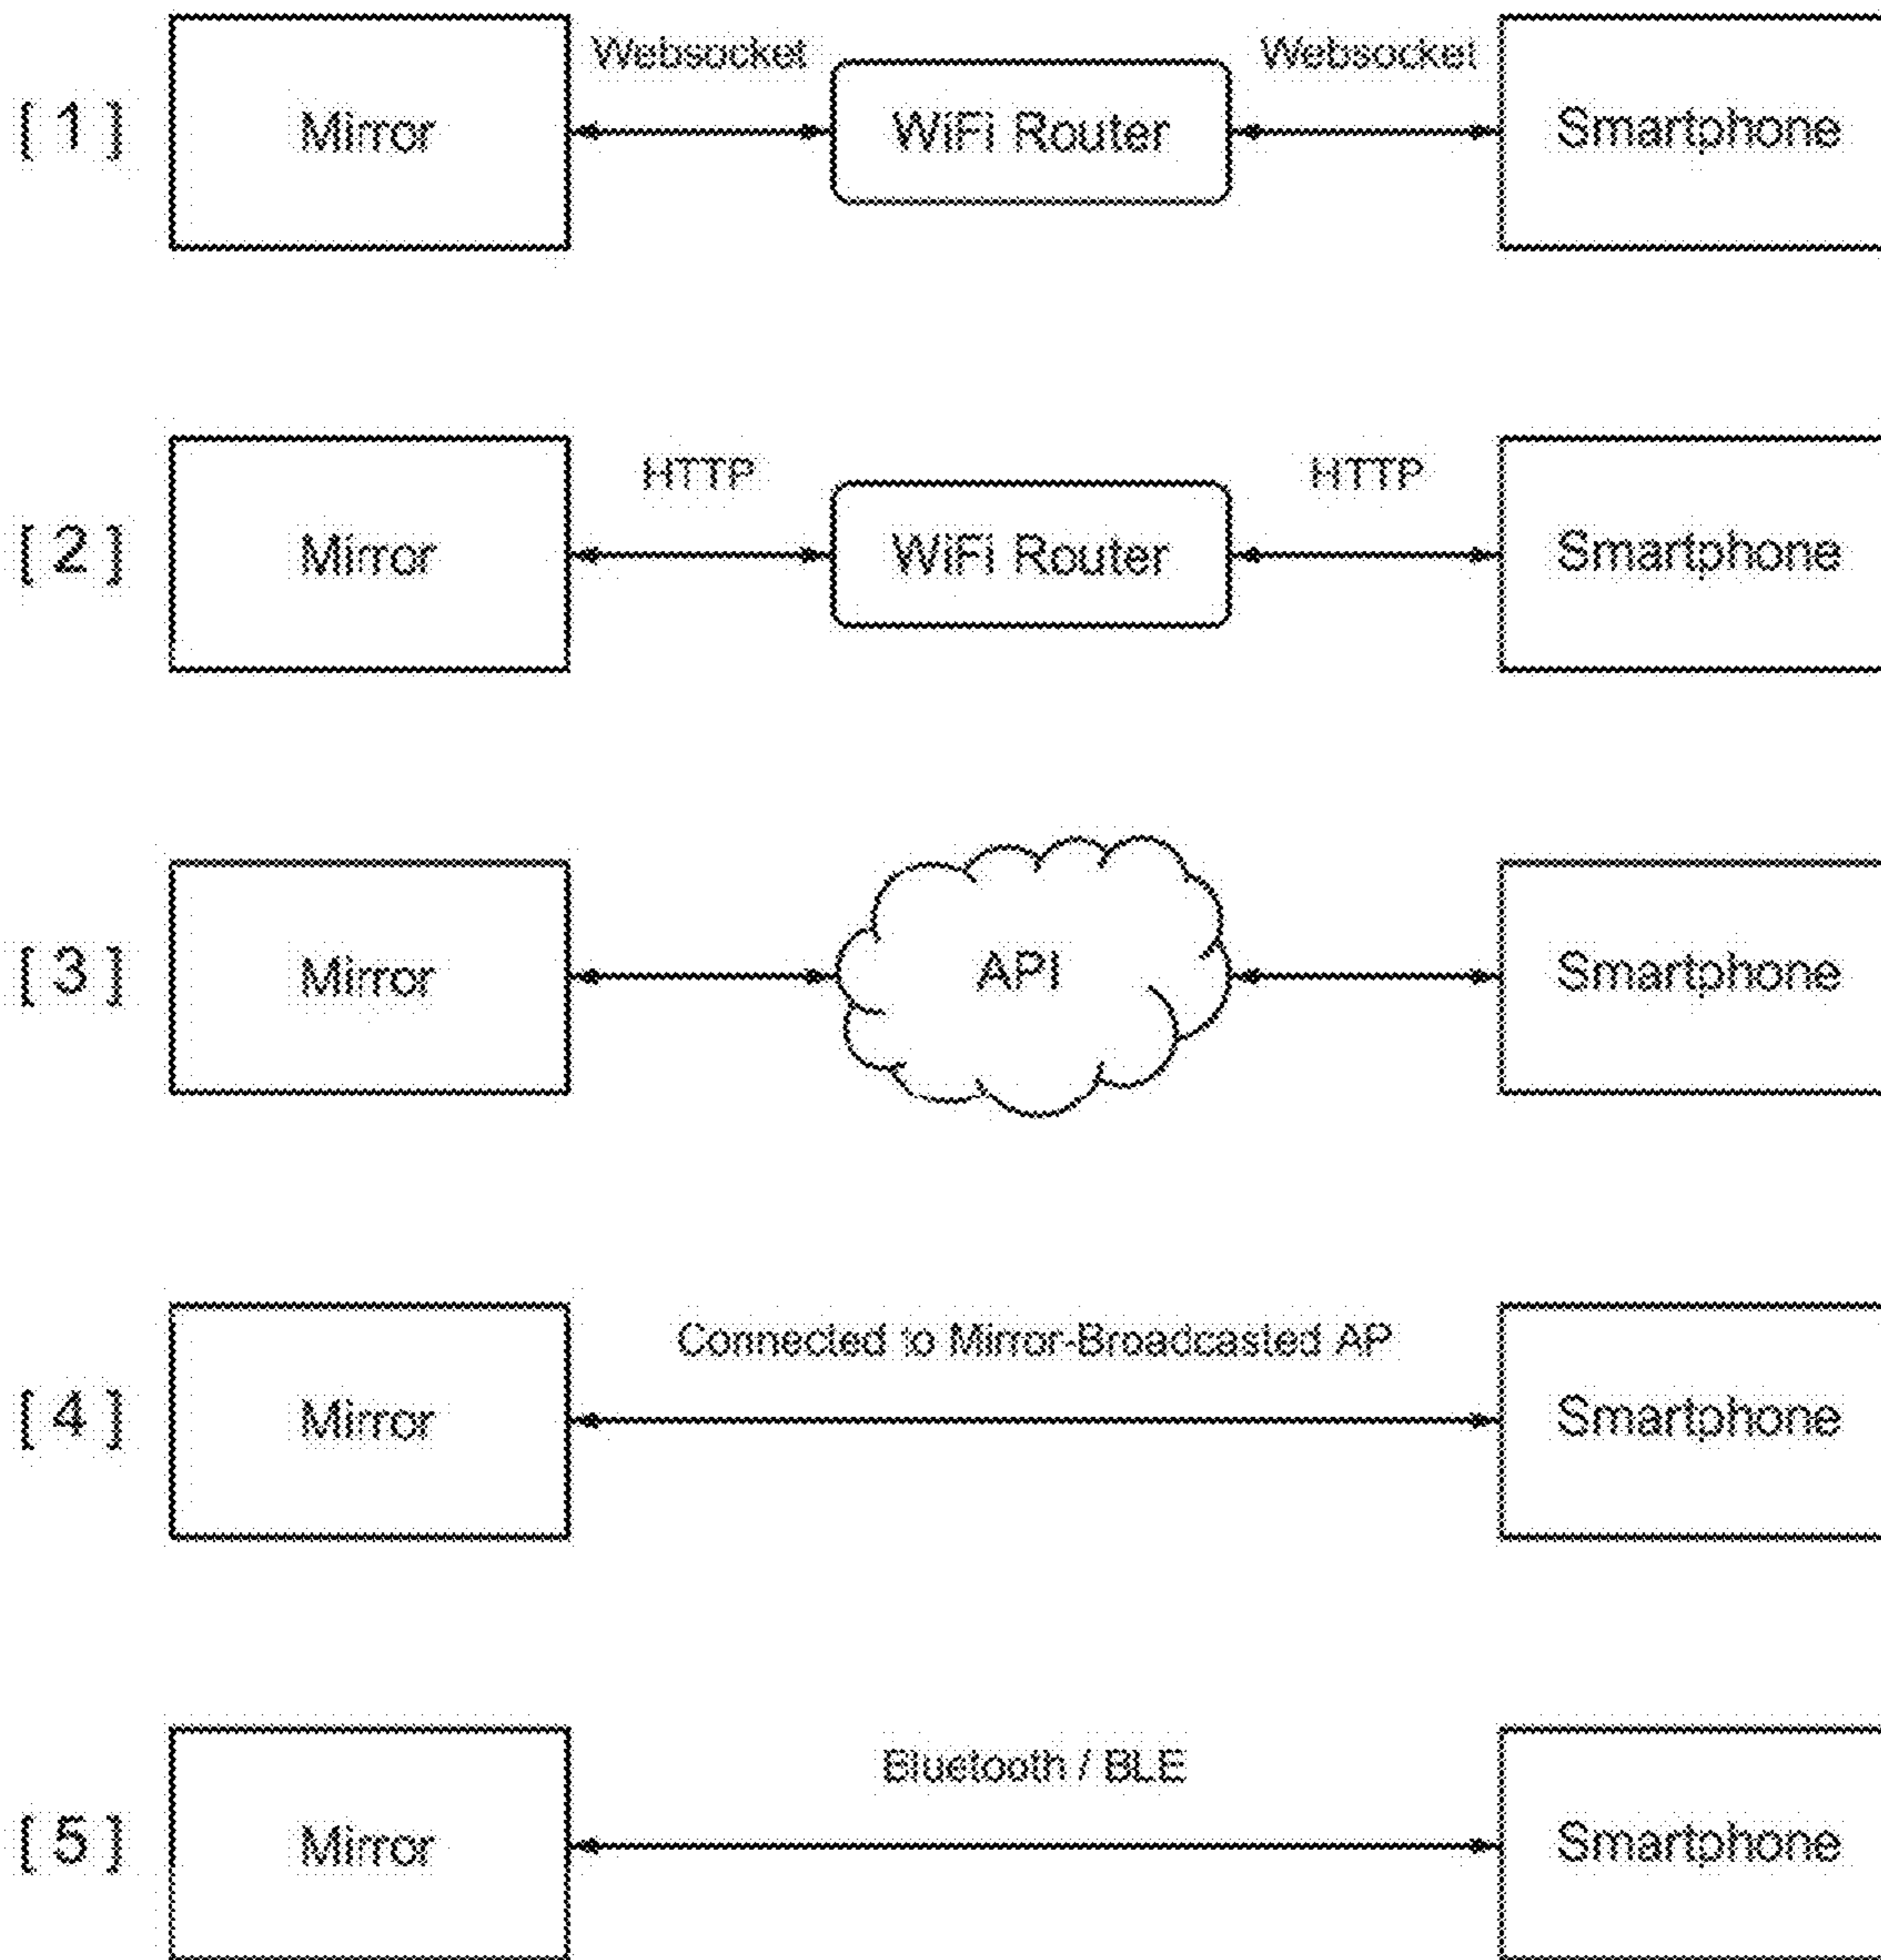 Websocket Websocket
[ 1 ] Mirror WiFi Router Smartphone
HTTP HTTP
[ 2 ] Mirror WiFi Router Smartphone
[ 3 ] Mirror API Smartphone
Connected to Mirror-Broadcasted AP
[ 4 ] Mirror Smartphone
Bluetooth / BLE
[ 5 ] Mirror Smartphone